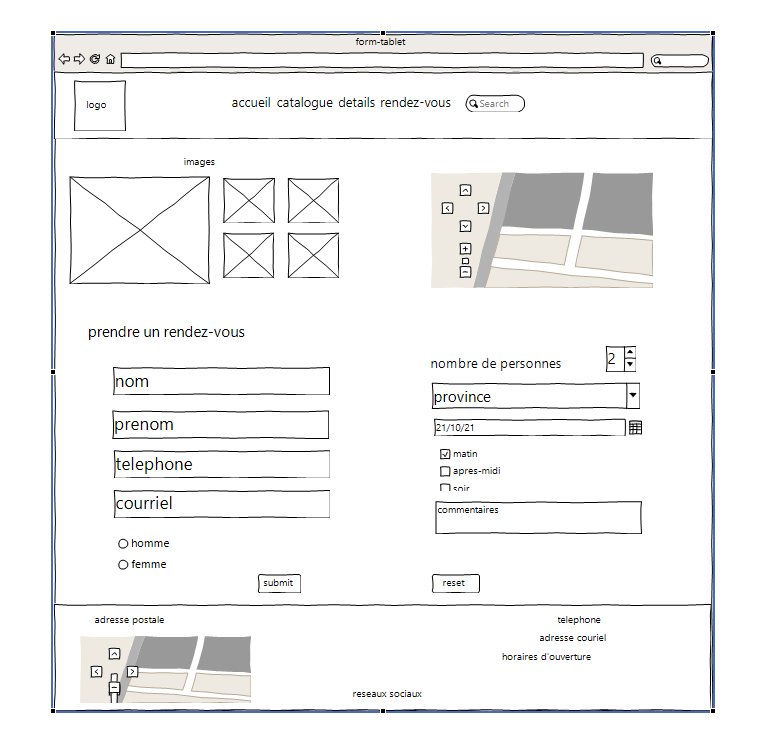 form-tablet
logo
accueil catalogue details rendez-vous Search
images
prendre un rendez-vous
nom
prenom
telephone
courriel
homme
femme
submit
nombre de personnes 2
province
21/10/21
matin
apres-midi
soir
commentaires
reset
adresse postale
telephone
adresse couriel
horaires d'ouverture
reseaux sociaux